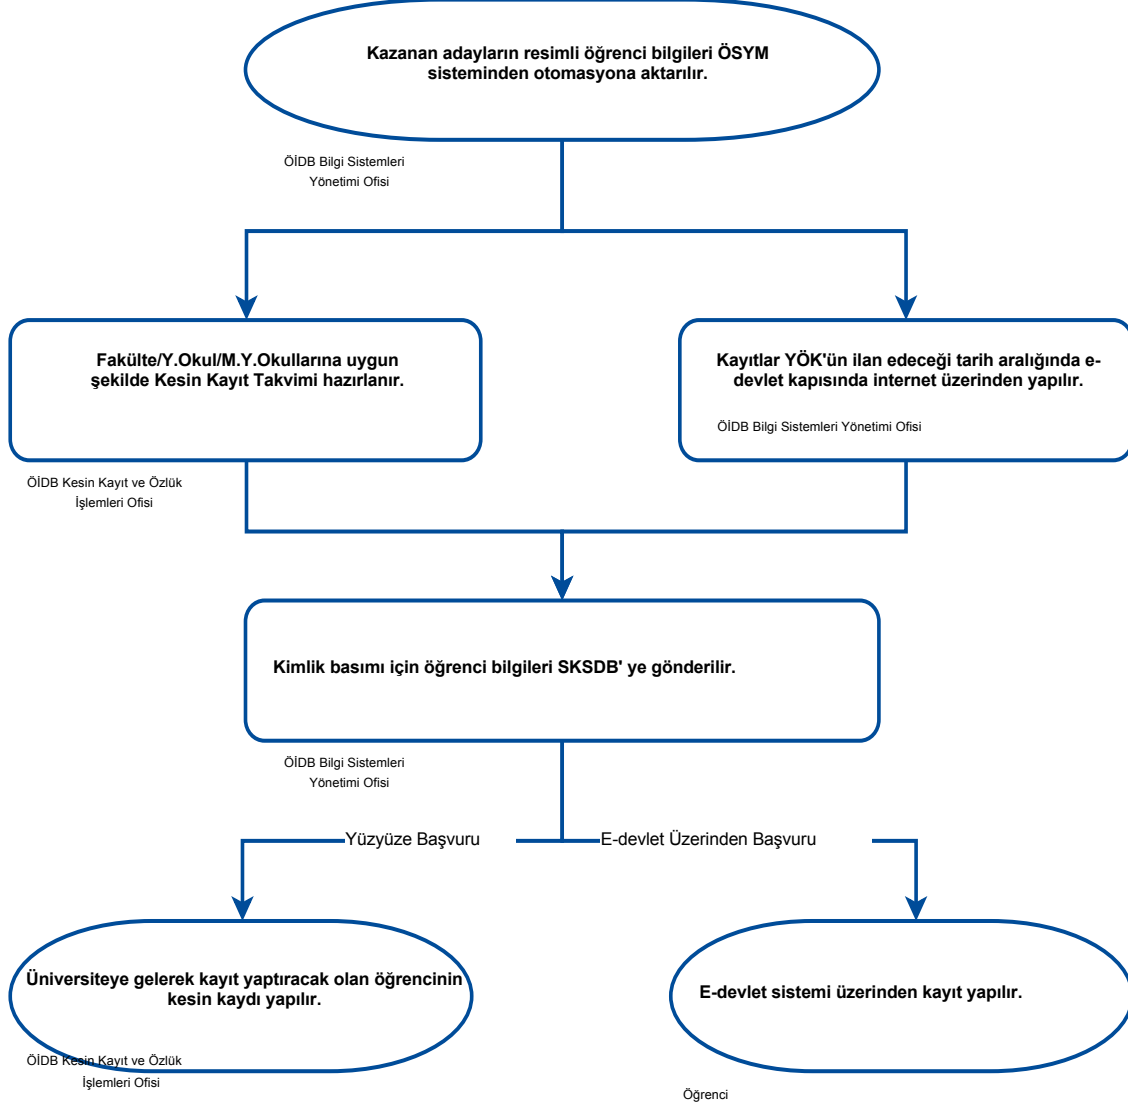 Kazanan adayların resimli öğrenci bilgileri ÖSYM
sisteminden otomasyona aktarılır.
ÖİDB Bilgi Sistemleri
Yönetimi Ofisi
Fakülte/Y.Okul/M.Y.Okullarına uygun
şekilde Kesin Kayıt Takvimi hazırlanır.
ÖİDB Kesin Kayıt ve Özlük
İşlemleri Ofisi
Kayıtlar YÖK'ün ilan edeceği tarih aralığında e-
devlet kapısında internet üzerinden yapılır.
ÖİDB Bilgi Sistemleri Yönetimi Ofisi
Kimlik basımı için öğrenci bilgileri SKSDB' ye gönderilir.
ÖİDB Bilgi Sistemleri
Yönetimi Ofisi
Yüzyüze Başvuru
E-devlet Üzerinden Başvuru
Üniversiteye gelerek kayıt yaptıracak olan öğrencinin
kesin kaydı yapılır.
ÖİDB Kesin Kayıt ve Özlük
İşlemleri Ofisi
E-devlet sistemi üzerinden kayıt yapılır.
Öğrenci